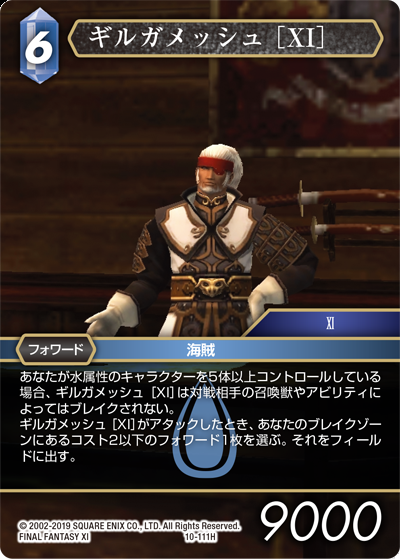 6
ギルガメッシュ [XI]
XI
フォワード
海賊
あなたが水属性のキャラクターを5体以上コントロールしている
場合、ギルガメッシュ [XI]は対戦相手の召喚獣やアビリティに
よってはブレイクされない。
ギルガメッシュ [XI]がアタックしたとき、あなたのブレイクゾー
ンにあるコスト2以下のフォワード1枚を選ぶ。それをフィール
ドに出す。
© 2002-2019 SQUARE ENIX CO., LTD. All Rights Reserved.
FINAL FANTASY XI
10-111H
9000